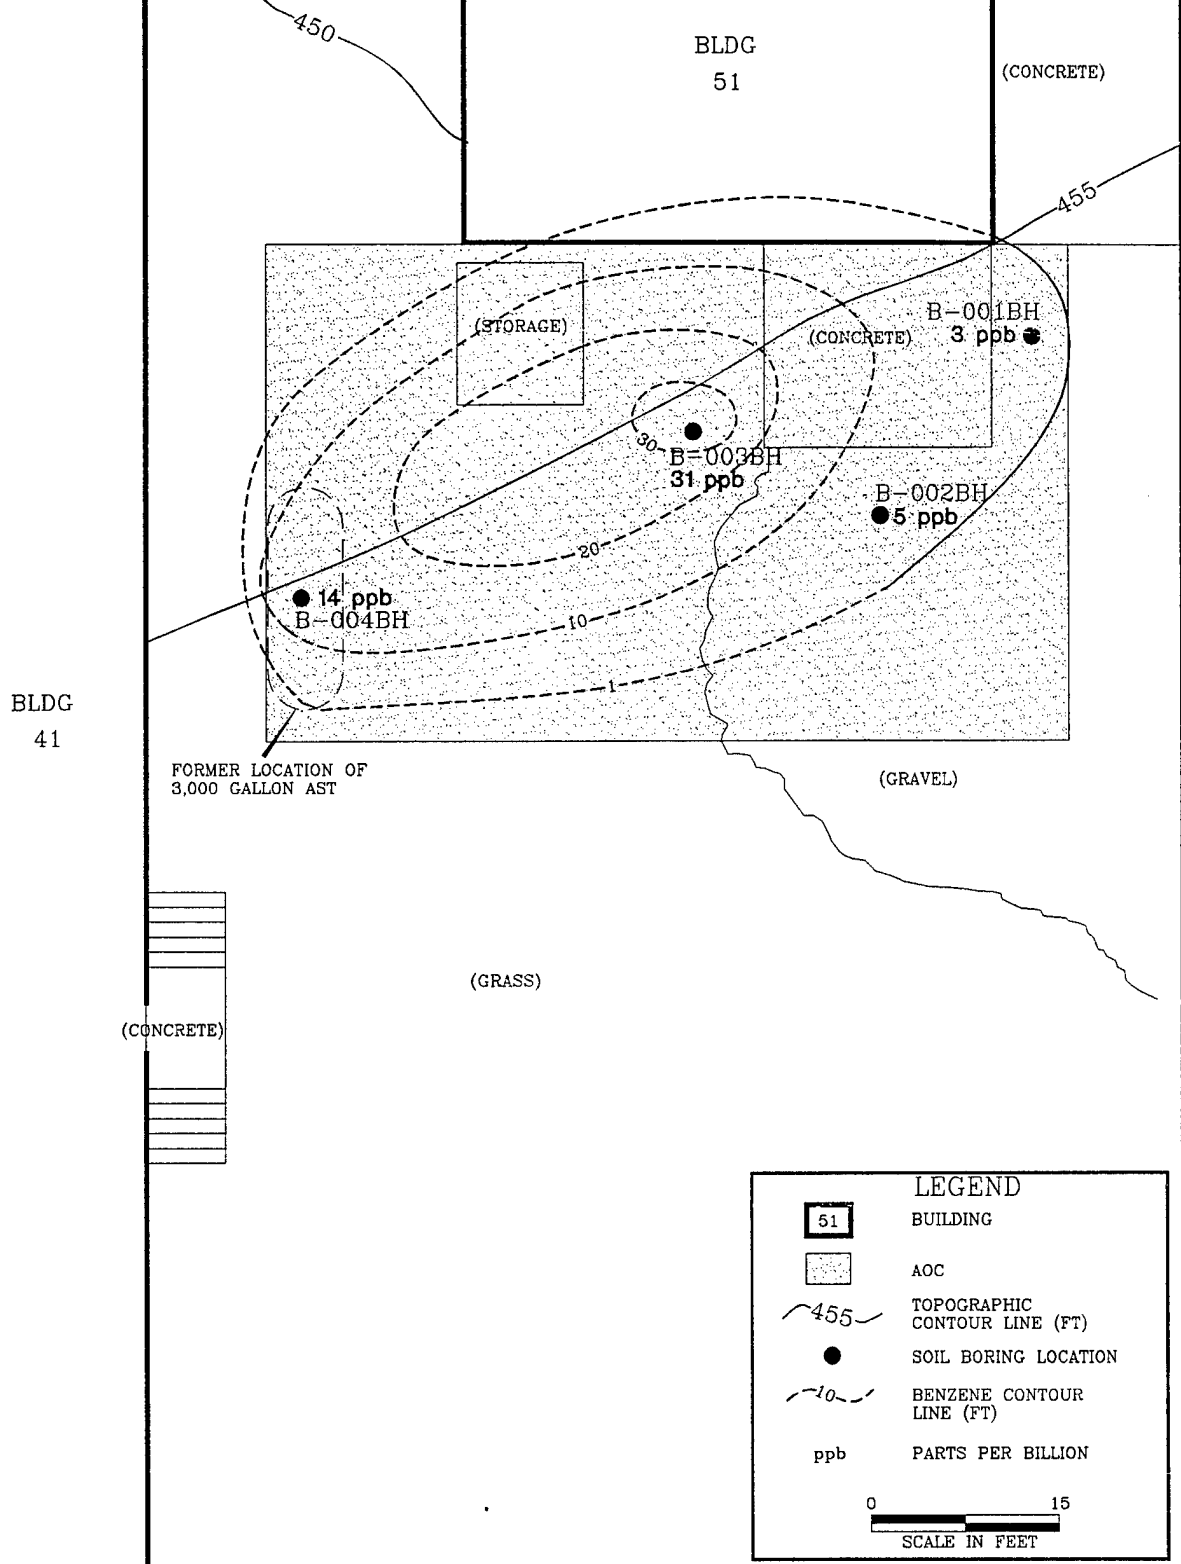 450
BLDG
51
(CONCRETE)
455
(STORAGE)
(CONCRETE)
B-001BH
3 ppb
30
B-003BH
31 ppb
B-002BH
5 ppb
20
14 ppb
B-004BH
10
1
BLDG
41
FORMER LOCATION OF
3,000 GALLON AST
(GRAVEL)
(GRASS)
(CONCRETE)
LEGEND
51 BUILDING
AOC
455 TOPOGRAPHIC
CONTOUR LINE (FT)
SOIL BORING LOCATION
10 BENZENE CONTOUR
LINE (FT)
ppb PARTS PER BILLION
0 15
SCALE IN FEET